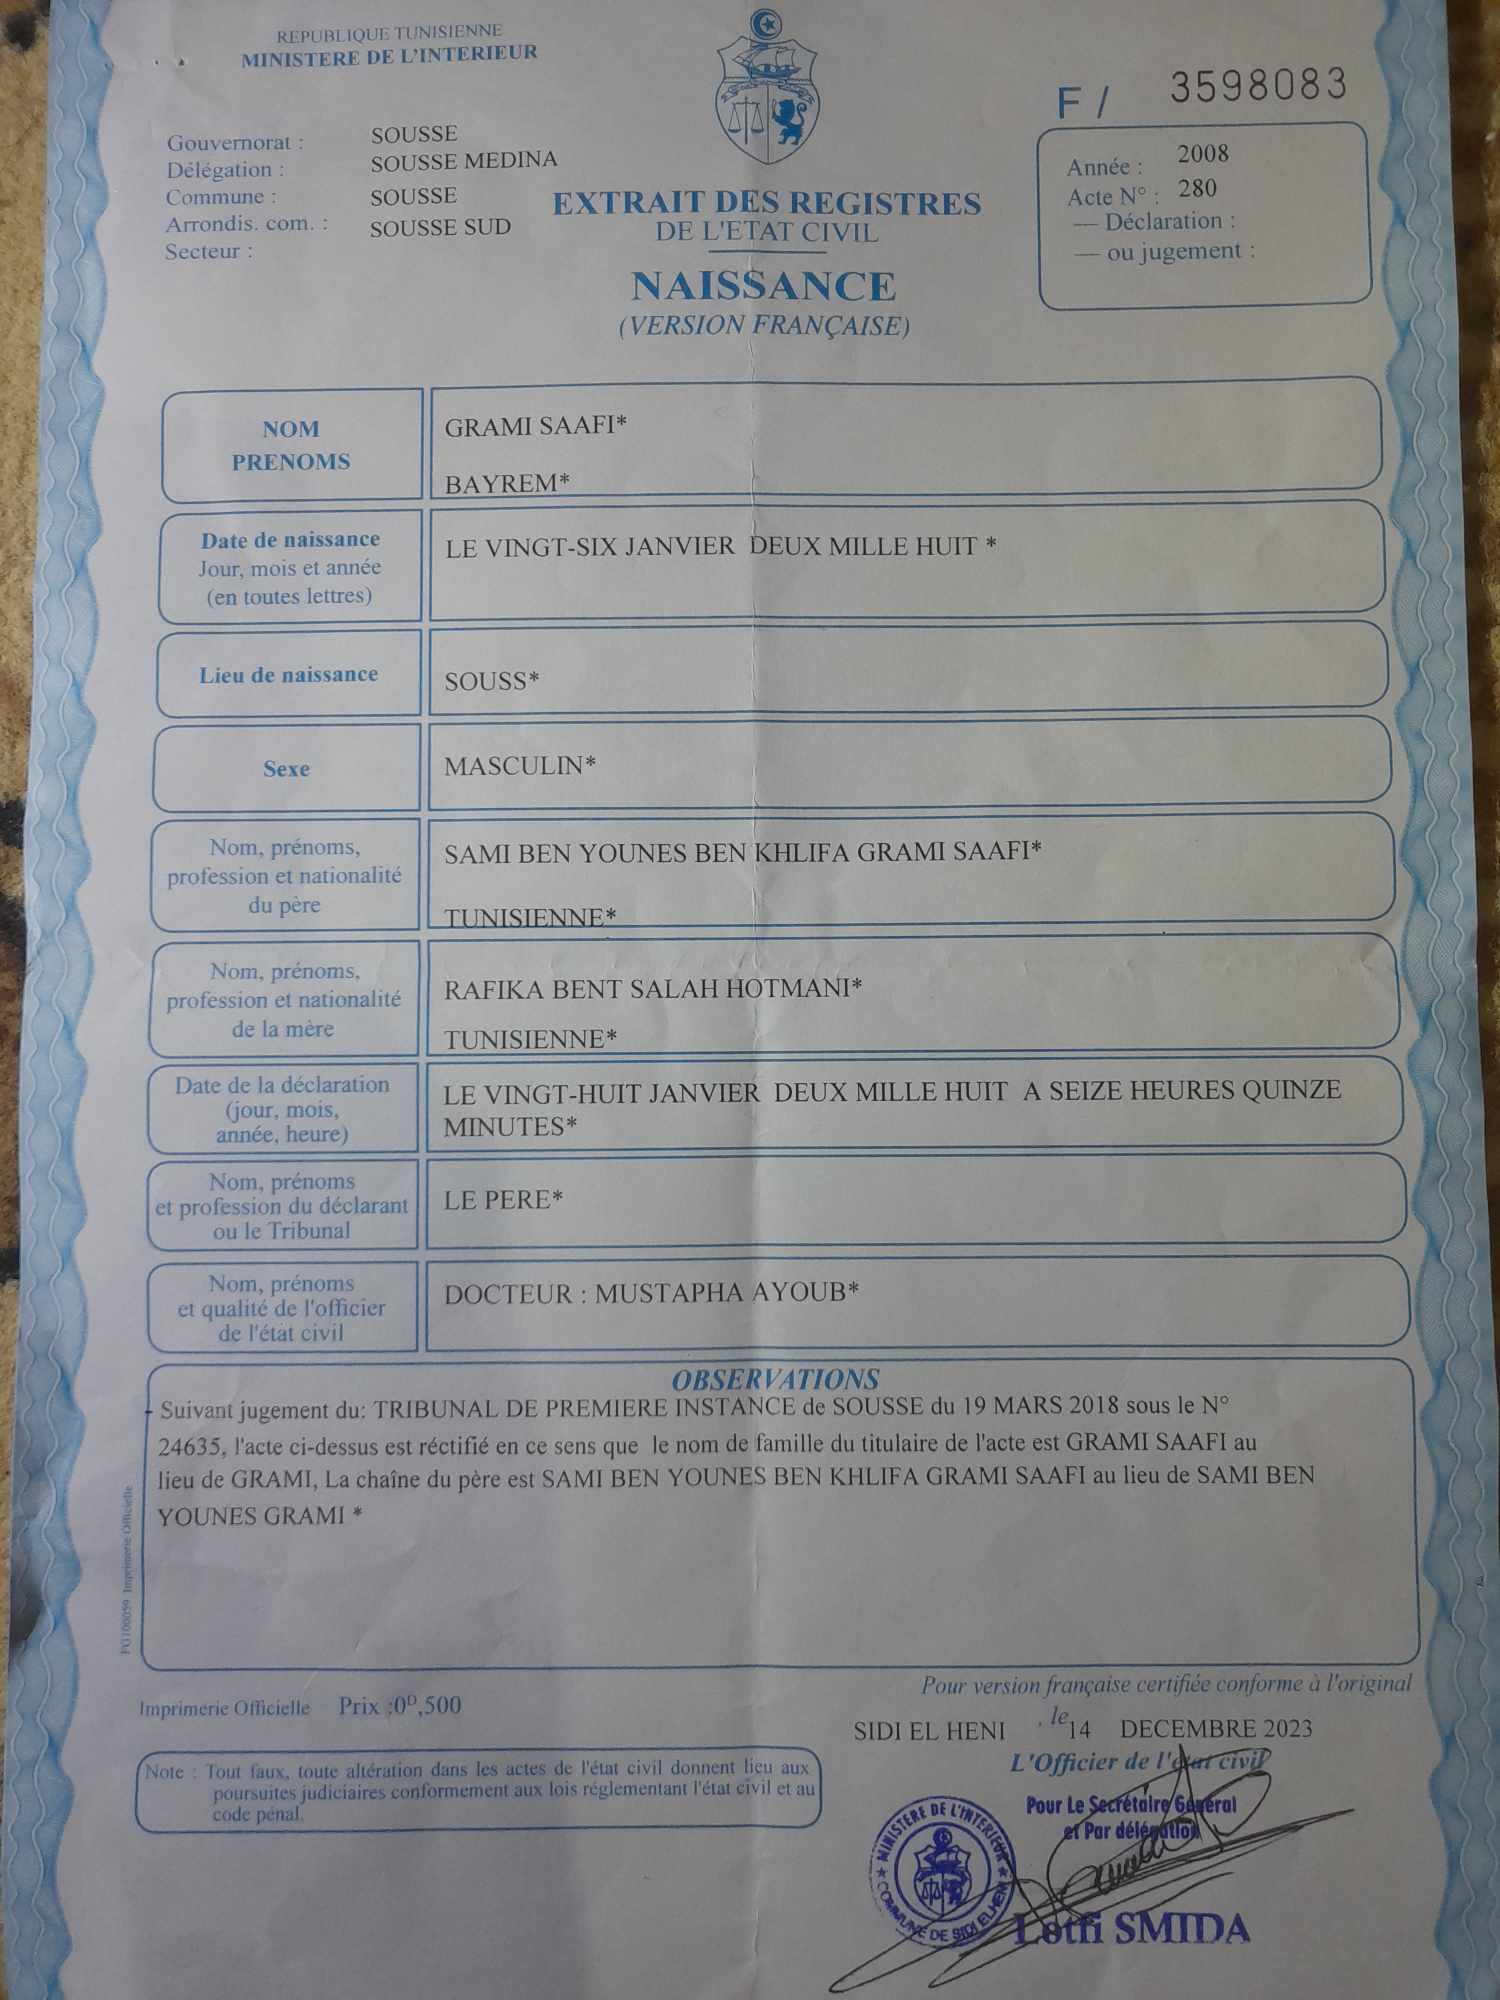 REPUBLIQUE TUNISIENNE
MINISTERE DE L'INTERIEUR
F / 3598083
Gouvernorat : SOUSSE
Délégation : SOUSSE MEDINA
Commune : SOUSSE
Arrondis. com. : SOUSSE SUD
Secteur :
EXTRAIT DES REGISTRES
DE L'ETAT CIVIL
NAISSANCE
(VERSION FRANÇAISE)
Année : 2008
Acte N° : 280
— Déclaration :
— ou jugement :
NOM
PRENOMS
GRAMI SAAFI*
BAYREM*
Date de naissance
Jour, mois et année
(en toutes lettres)
LE VINGT-SIX JANVIER DEUX MILLE HUIT *
Lieu de naissance
SOUSS*
Sexe
MASCULIN*
Nom, prénoms,
profession et nationalité
du père
SAMI BEN YOUNES BEN KHLIFA GRAMI SAAFI*
TUNISIENNE*
Nom, prénoms,
profession et nationalité
de la mère
RAFIKA BENT SALAH HOTMANI*
TUNISIENNE*
Date de la déclaration
(jour, mois,
année, heure)
LE VINGT-HUIT JANVIER DEUX MILLE HUIT A SEIZE HEURES QUINZE
MINUTES*
Nom, prénoms
et profession du déclarant
ou le Tribunal
LE PERE*
Nom, prénoms
et qualité de l'officier
de l'état civil
DOCTEUR : MUSTAPHA AYOUB*
OBSERVATIONS
- Suivant jugement du: TRIBUNAL DE PREMIERE INSTANCE de SOUSSE du 19 MARS 2018 sous le N°
24635, l'acte ci-dessus est réctifié en ce sens que le nom de famille du titulaire de l'acte est GRAMI SAAFI au
lieu de GRAMI, La chaîne du père est SAMI BEN YOUNES BEN KHLIFA GRAMI SAAFI au lieu de SAMI BEN
YOUNES GRAMI *
PG100059 Imprimerie Officielle
Imprimerie Officielle Prix :0D,500
Pour version française certifiée conforme à l'original
SIDI EL HENI , le 14 DECEMBRE 2023
L'Officier de l'état civil
Note : Tout faux, toute altération dans les actes de l'état civil donnent lieu aux
poursuites judiciaires conformement aux lois réglementant l'état civil et au
code pénal.
Pour Le Secrétaire Général
et Par délégation
MINISTERE DE L'INTERIEUR
COMMUNE DE SIDI ELHENI
Lotfi SMIDA